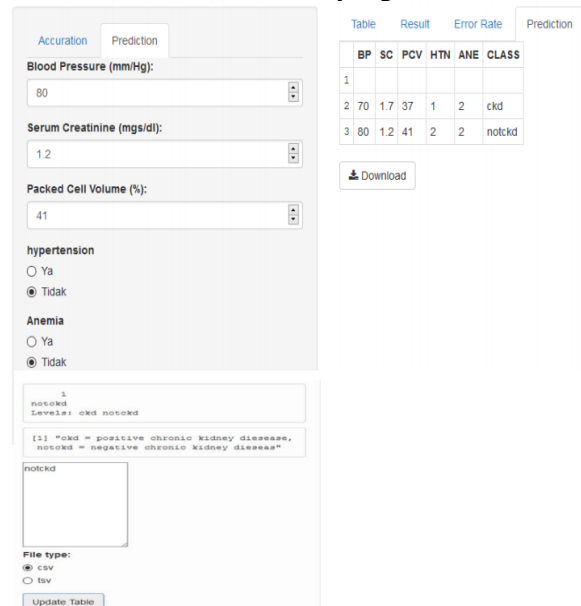 Accuration Prediction
Blood Pressure (mm/Hg):
80
Serum Creatinine (mgs/dl):
1.2
Packed Cell Volume (%):
41
hypertension
Ya
Tidak
Anemia
Ya
Tidak
1
notckd
Levels: ckd notckd
[1] "ckd = positive chronic kidney diesease,
notckd = negative chronic kidney dieseas"
notckd
File type:
csv
tsv
Update Table
Table Result Error Rate Prediction
BP SC PCV HTN ANE CLASS
1
2 70 1.7 37 1 2 ckd
3 80 1.2 41 2 2 notckd
Download